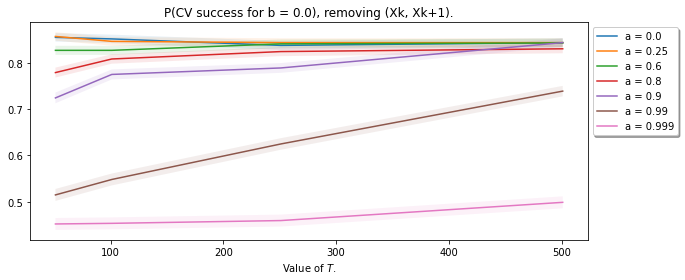 P(CV success for b = 0.0), removing (Xk, Xk+1).
0.8
0.7
0.6
0.5
100
200
300
400
500
Value of T.
a = 0.0
a = 0.25
a = 0.6
a = 0.8
a = 0.9
a = 0.99
a = 0.999